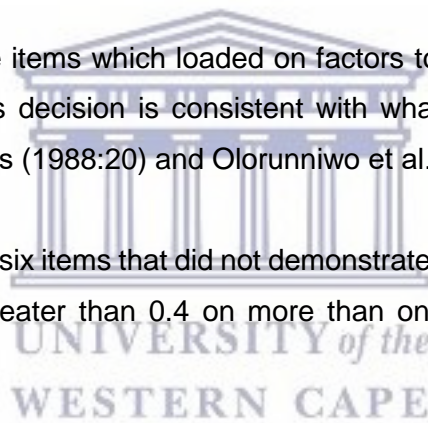 e items which loaded on factors to
s decision is consistent with wha
s (1988:20) and Olorunniwo et al.
six items that did not demonstrate
eater than 0.4 on more than on
UNIVERSITY of the
WESTERN CAPE